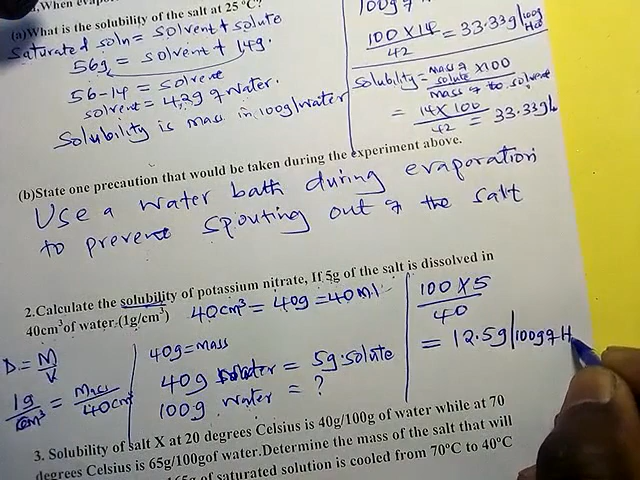 (a)What is the solubility of the salt at 25 °C?
Saturated soln = solvent + solute
56g = solvent + 14g.
56-14 = solvent
solvent = 42g of water.
Solubility is mass in 100g/water
100g of
100 X 14 = 33.33g/100g
42 H2O
Solubility = mass of solute X 100
mass of the solvent
= 14 X 100
42 = 33.33g/
(b)State one precaution that would be taken during the experiment above.
Use a water bath during evaporation
to prevent spouting out of the salt
2.Calculate the solubility of potassium nitrate, If 5g of the salt is dissolved in
40cm³of water.(1g/cm³) 40cm³ = 40g = 40ml
D = M
V
1g = mass
cm³ 40cm³
40g = mass
40g water = 5g solute
100g water = ?
100 X 5
40
= 12.5g/100g of H
3. Solubility of salt X at 20 degrees Celsius is 40g/100g of water while at 70
degrees Celsius is 65g/100gof water.Determine the mass of the salt that will
of saturated solution is cooled from 70°C to 40°C